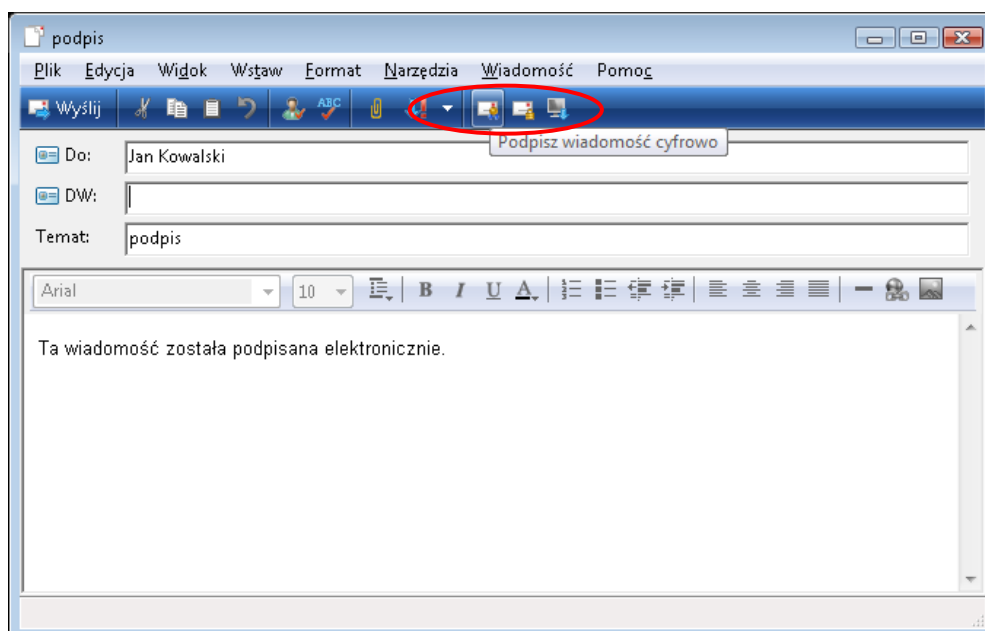 podpis
Plik Edycja Widok Wstaw Format Narzędzia Wiadomość Pomoc
Wyślij ABC
Podpisz wiadomość cyfrowo
Do: Jan Kowalski
DW:
Temat: podpis
Arial 10 B I U A
Ta wiadomość została podpisana elektronicznie.